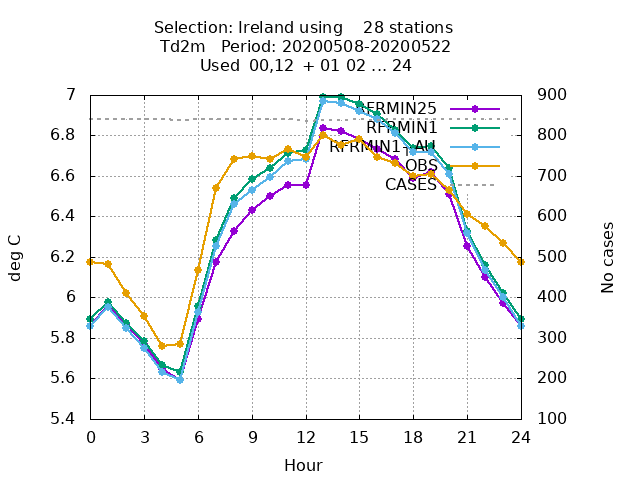 Selection: Ireland using 28 stations
Td2m Period: 20200508-20200522
Used 00,12 + 01 02 ... 24
7 900
RFRMIN25
RFRMIN1
RFRMIN1+AU
OBS
CASES
6.8 800
6.6 700
6.4 600
6.2 500
6 400
5.8 300
5.6 200
5.4 100
deg C
No cases
0 3 6 9 12 15 18 21 24
Hour